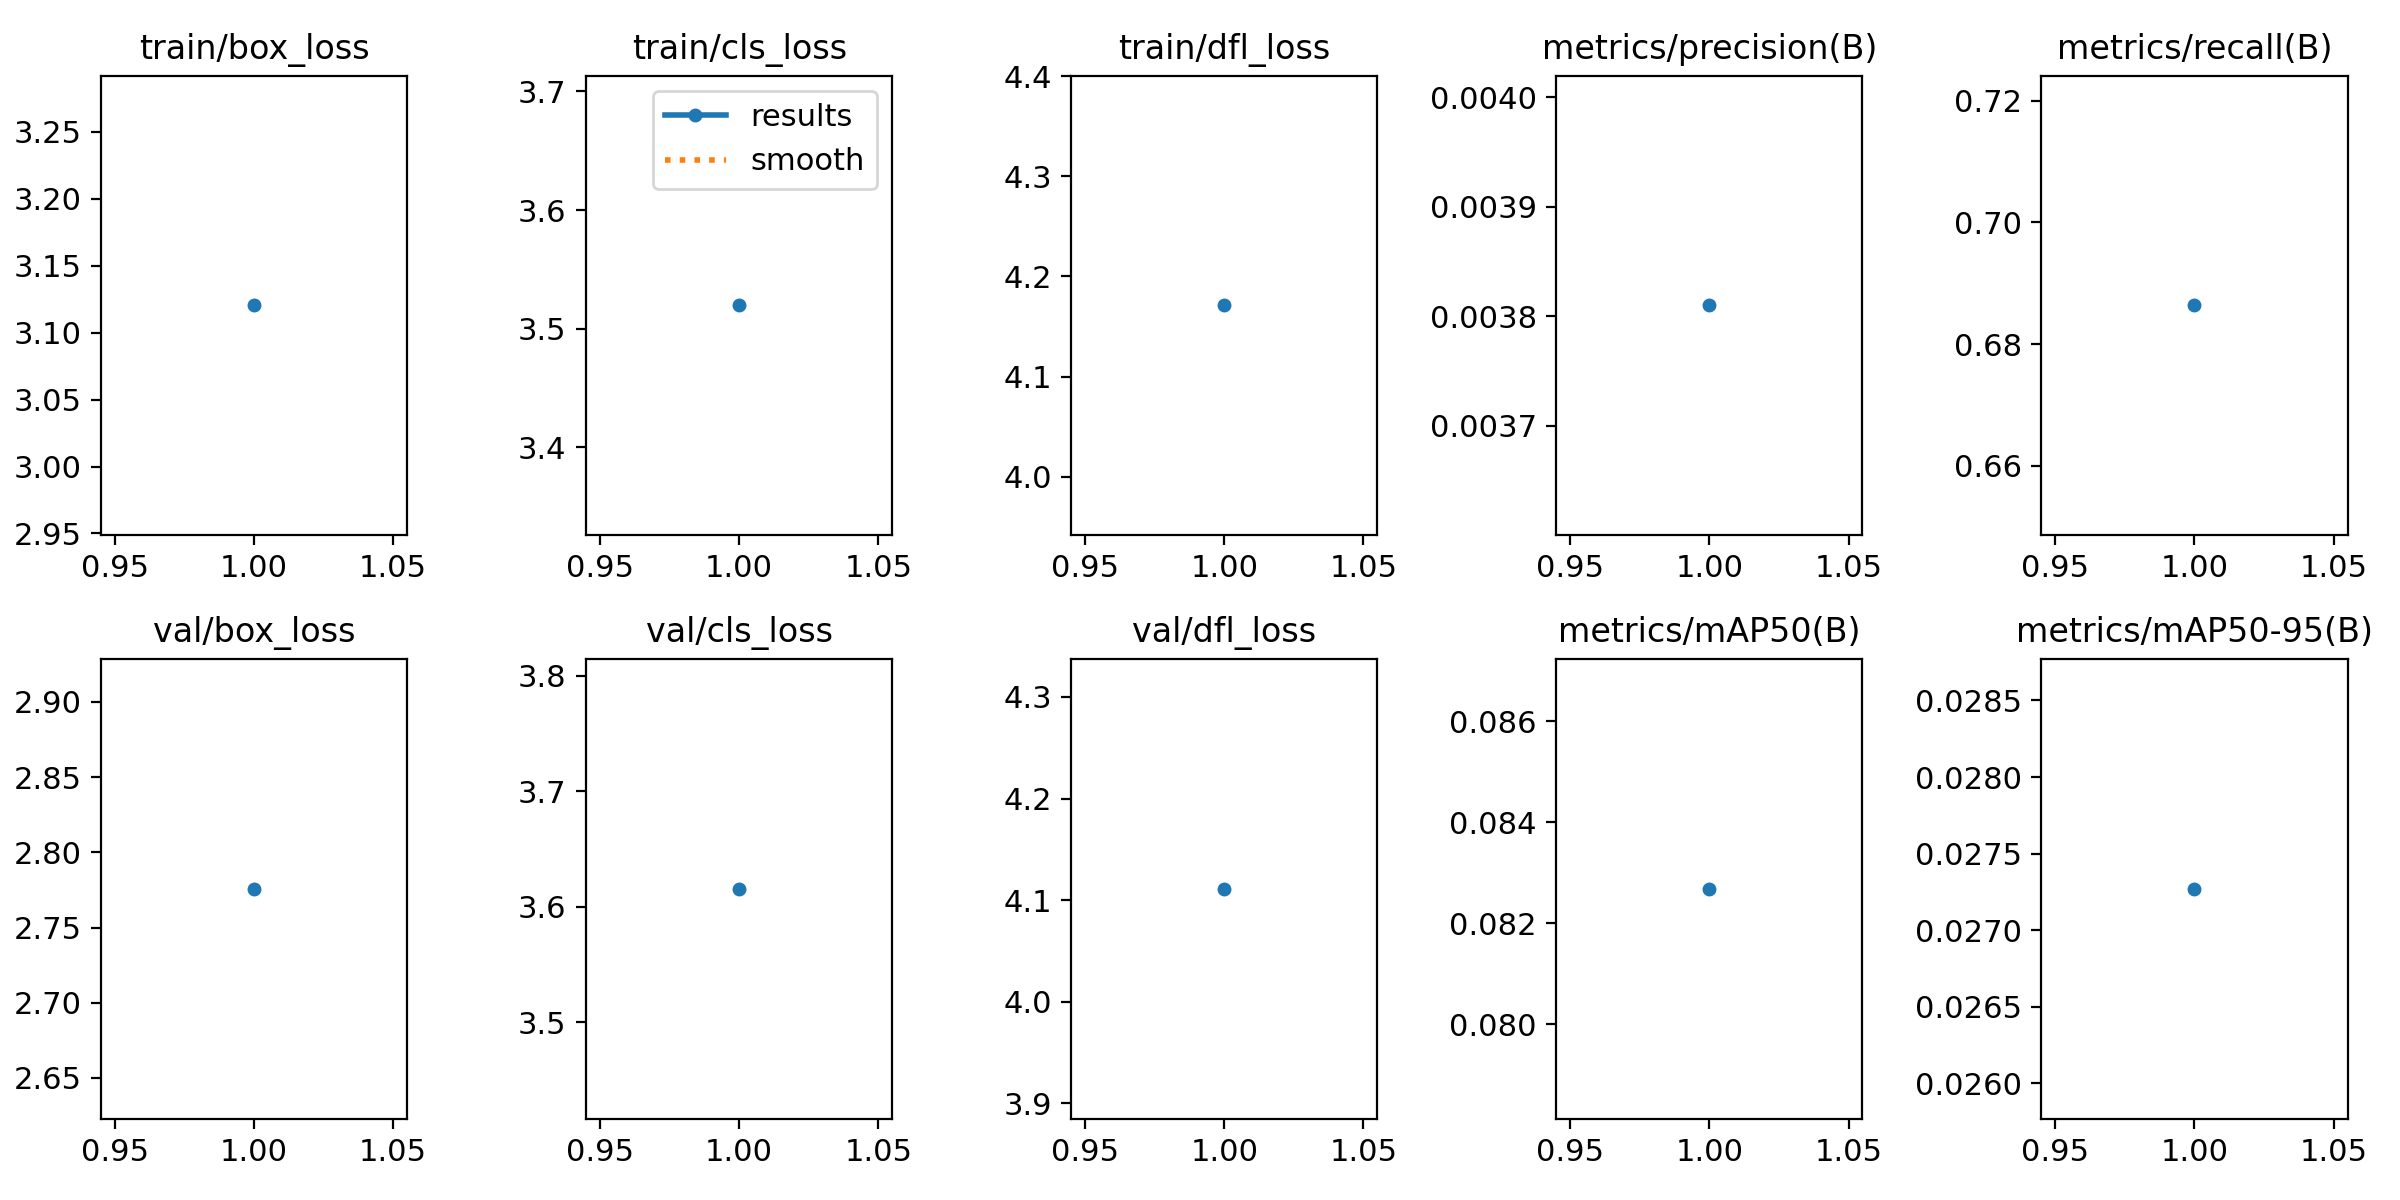 train/box_loss
3.25
3.20
3.15
3.10
3.05
3.00
2.95
0.95 1.00 1.05
train/cls_loss
results
smooth
3.7
3.6
3.5
3.4
0.95 1.00 1.05
train/dfl_loss
4.4
4.3
4.2
4.1
4.0
0.95 1.00 1.05
metrics/precision(B)
0.0040
0.0039
0.0038
0.0037
0.95 1.00 1.05
metrics/recall(B)
0.72
0.70
0.68
0.66
0.95 1.00 1.05
val/box_loss
2.90
2.85
2.80
2.75
2.70
2.65
0.95 1.00 1.05
val/cls_loss
3.8
3.7
3.6
3.5
0.95 1.00 1.05
val/dfl_loss
4.3
4.2
4.1
4.0
3.9
0.95 1.00 1.05
metrics/mAP50(B)
0.086
0.084
0.082
0.080
0.95 1.00 1.05
metrics/mAP50-95(B)
0.0285
0.0280
0.0275
0.0270
0.0265
0.0260
0.95 1.00 1.05